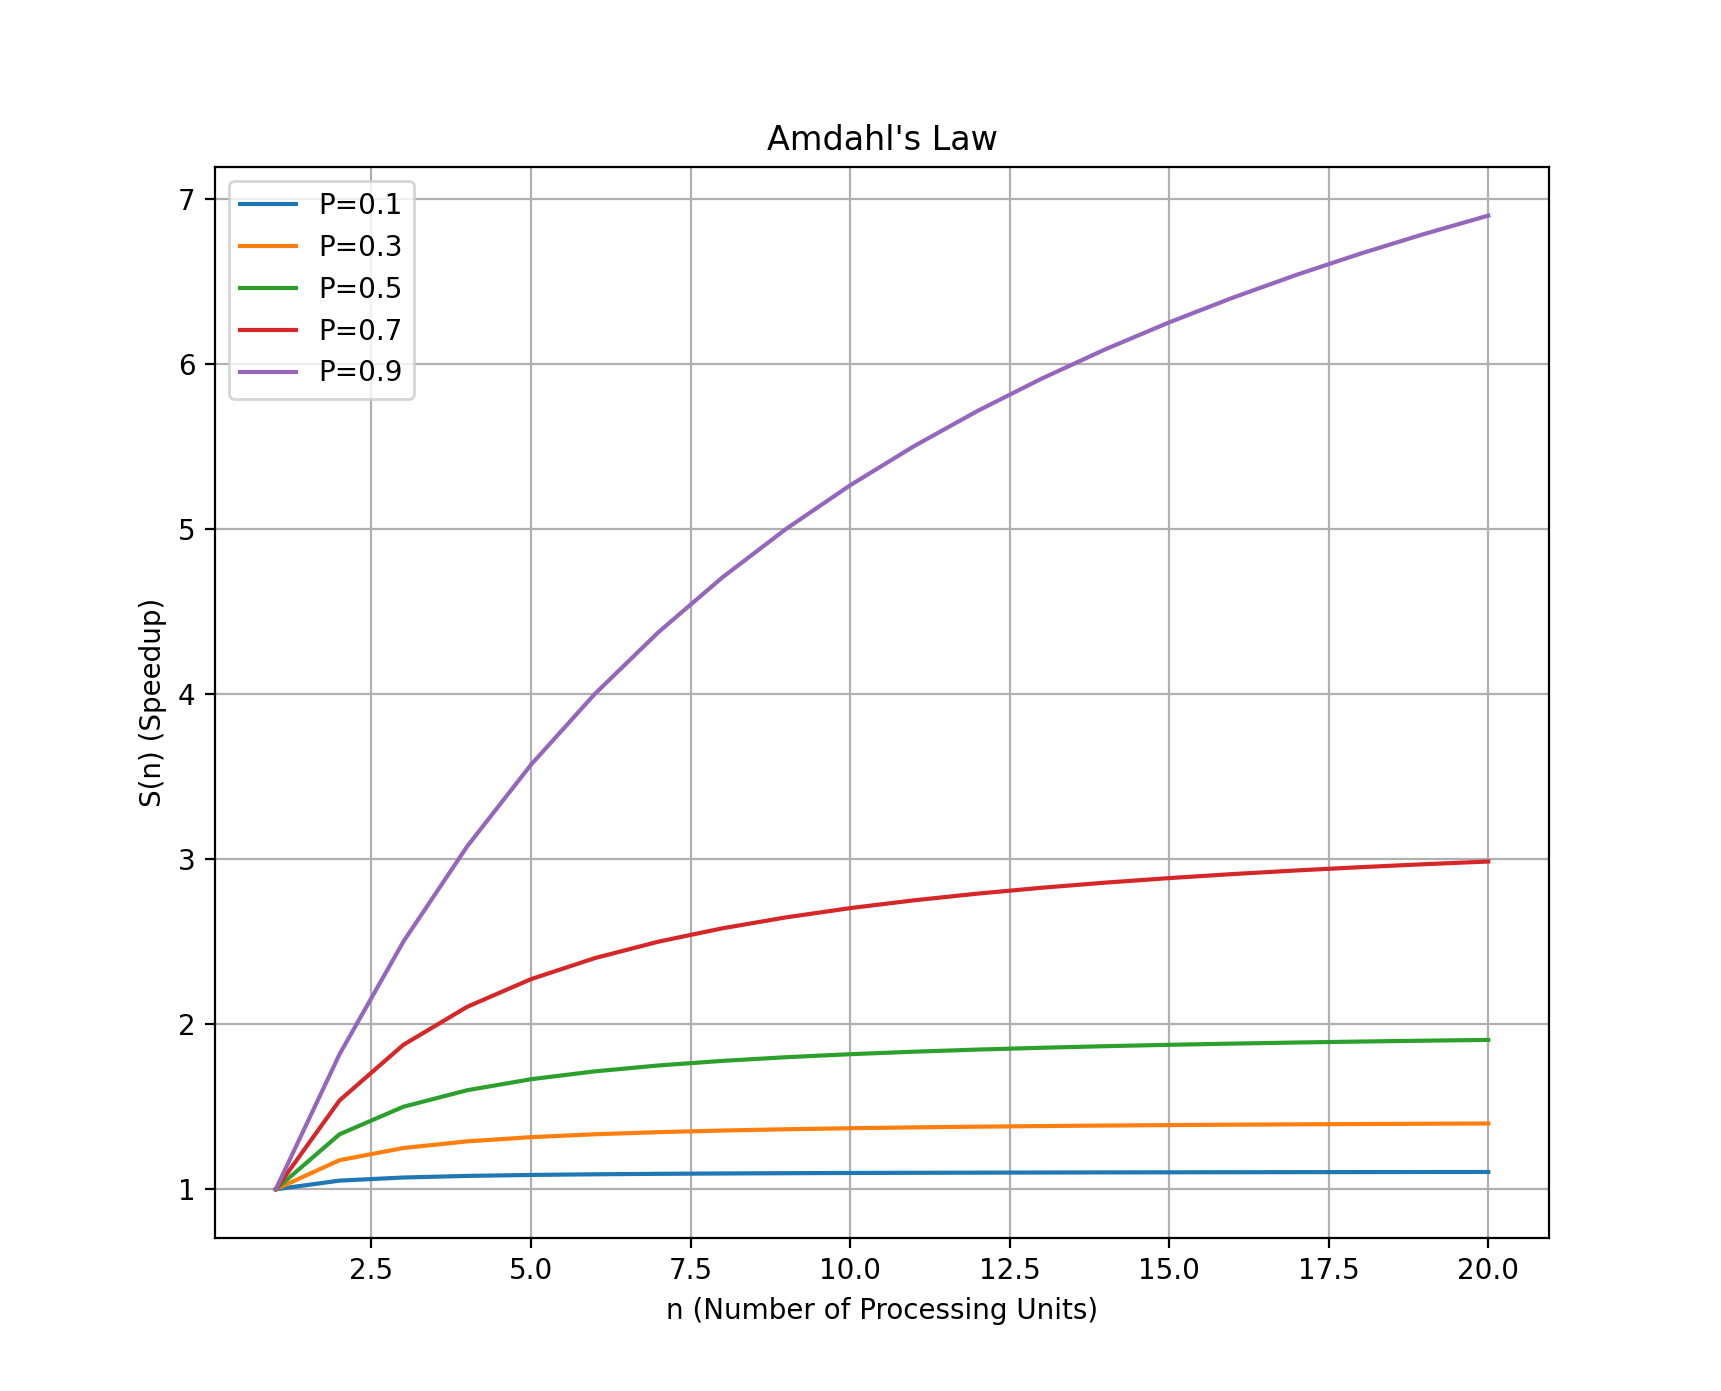 Amdahl's Law
P=0.1
P=0.3
P=0.5
P=0.7
P=0.9
7
6
5
4
3
2
1
S(n) (Speedup)
2.5 5.0 7.5 10.0 12.5 15.0 17.5 20.0
n (Number of Processing Units)